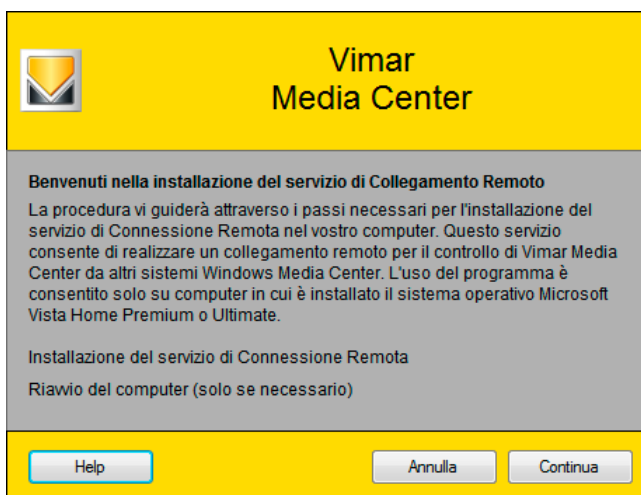 Vimar
Media Center
Benvenuti nella installazione del servizio di Collegamento Remoto
La procedura vi guiderà attraverso i passi necessari per l'installazione del
servizio di Connessione Remota nel vostro computer. Questo servizio
consente di realizzare un collegamento remoto per il controllo di Vimar Media
Center da altri sistemi Windows Media Center. L'uso del programma è
consentito solo su computer in cui è installato il sistema operativo Microsoft
Vista Home Premium o Ultimate.
Installazione del servizio di Connessione Remota
Riavvio del computer (solo se necessario)
Help
Annulla
Continua